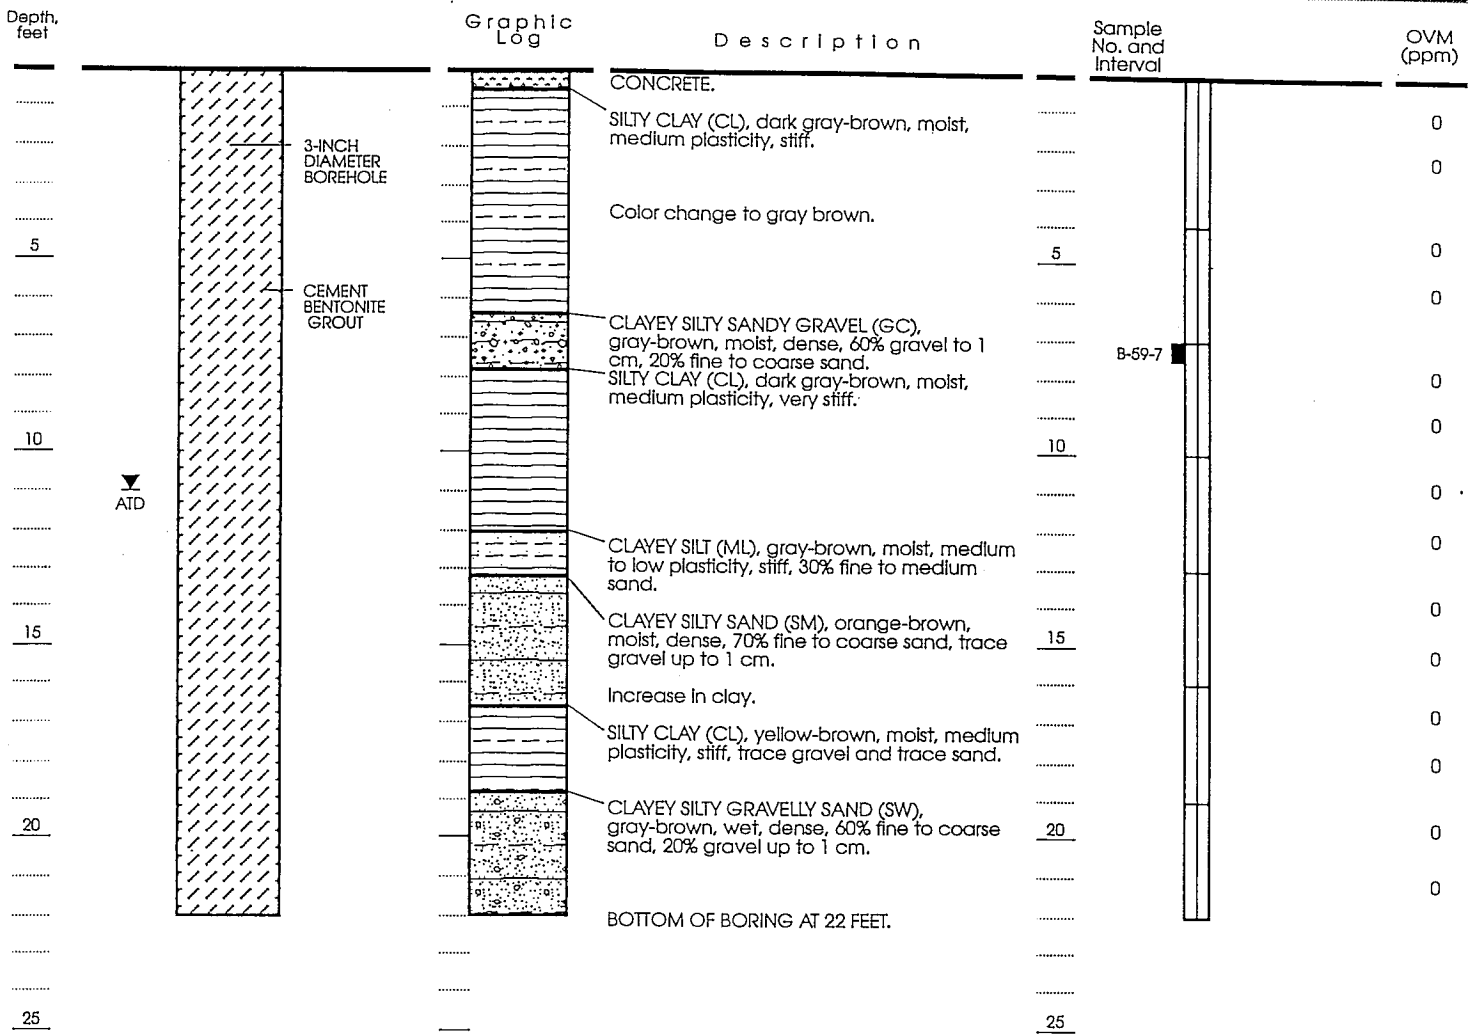 Depth,
feet
Graphic
Log
Description
Sample
No. and
Interval
OVM
(ppm)
CONCRETE.
SILTY CLAY (CL), dark gray-brown, moist,
medium plasticity, stiff.
0
3-INCH
DIAMETER
BOREHOLE
0
Color change to gray brown.
5
5
0
CEMENT
BENTONITE
GROUT
0
CLAYEY SILTY SANDY GRAVEL (GC),
gray-brown, moist, dense, 60% gravel to 1
cm, 20% fine to coarse sand.
B-59-7
SILTY CLAY (CL), dark gray-brown, moist,
medium plasticity, very stiff.
0
10
10
0
ATD
0
CLAYEY SILT (ML), gray-brown, moist, medium
to low plasticity, stiff, 30% fine to medium
sand.
0
CLAYEY SILTY SAND (SM), orange-brown,
moist, dense, 70% fine to coarse sand, trace
gravel up to 1 cm.
0
15
15
0
Increase in clay.
SILTY CLAY (CL), yellow-brown, moist, medium
plasticity, stiff, trace gravel and trace sand.
0
0
CLAYEY SILTY GRAVELLY SAND (SW),
gray-brown, wet, dense, 60% fine to coarse
sand, 20% gravel up to 1 cm.
20
20
0
0
BOTTOM OF BORING AT 22 FEET.
25
25